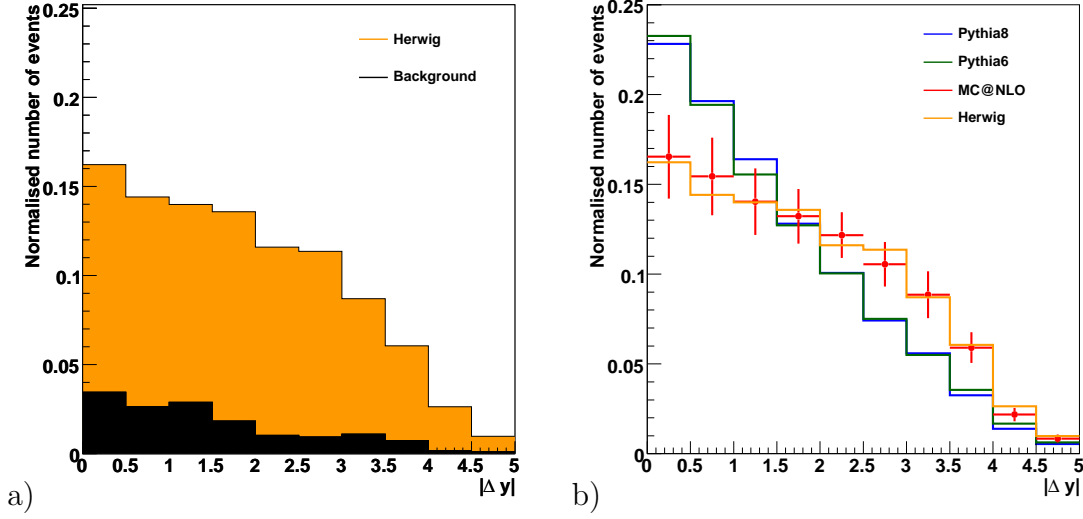 Normalised number of events
0.25
0.2
0.15
0.1
0.05
0
Herwig
Background
0 0.5 1 1.5 2 2.5 3 3.5 4 4.5 5
|Δ y|
a)
Normalised number of events
0.25
0.2
0.15
0.1
0.05
0
Pythia8
Pythia6
MC@NLO
Herwig
0 0.5 1 1.5 2 2.5 3 3.5 4 4.5 5
|Δ y|
b)